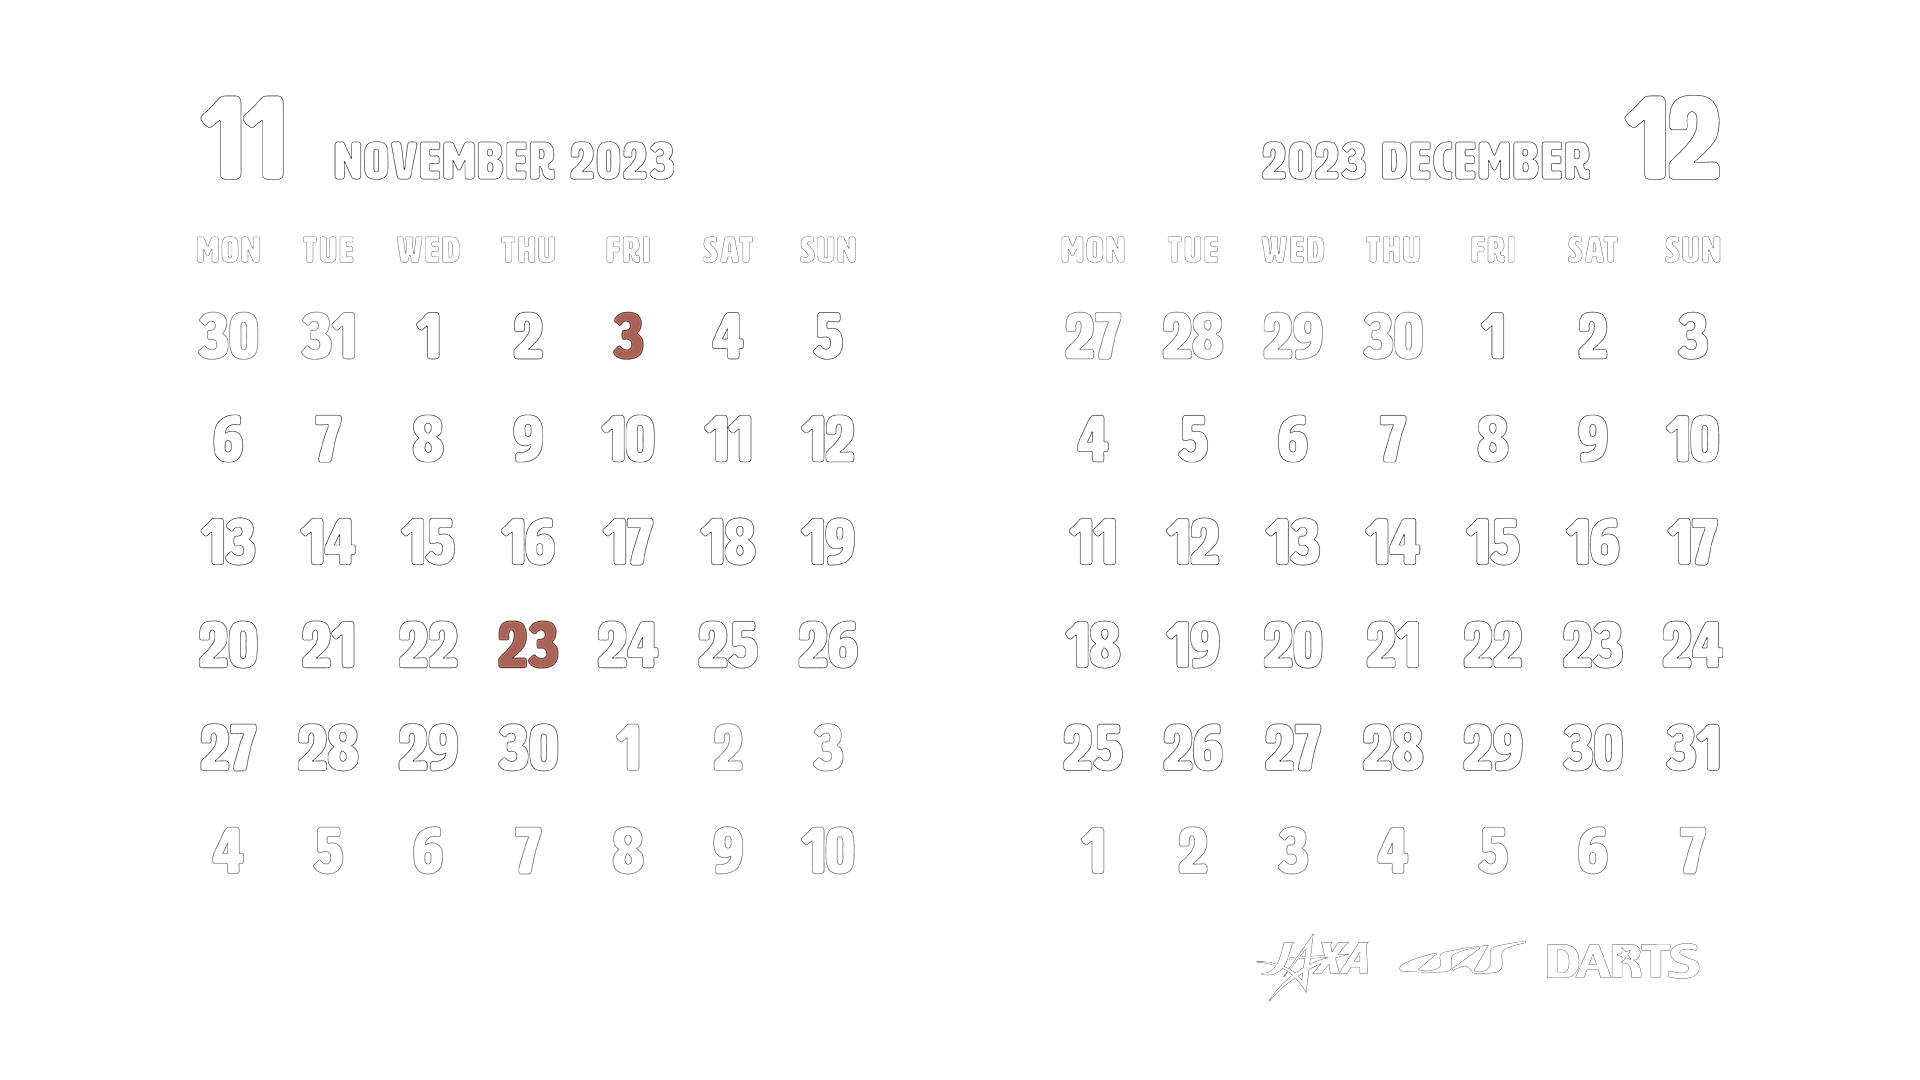 11 NOVEMBER 2023
MON TUE WED THU FRI SAT SUN
30 31 1 2 3 4 5
6 7 8 9 10 11 12
13 14 15 16 17 18 19
20 21 22 23 24 25 26
27 28 29 30 1 2 3
4 5 6 7 8 9 10
2023 DECEMBER 12
MON TUE WED THU FRI SAT SUN
27 28 29 30 1 2 3
4 5 6 7 8 9 10
11 12 13 14 15 16 17
18 19 20 21 22 23 24
25 26 27 28 29 30 31
1 2 3 4 5 6 7
JAXA ISAS DARTS